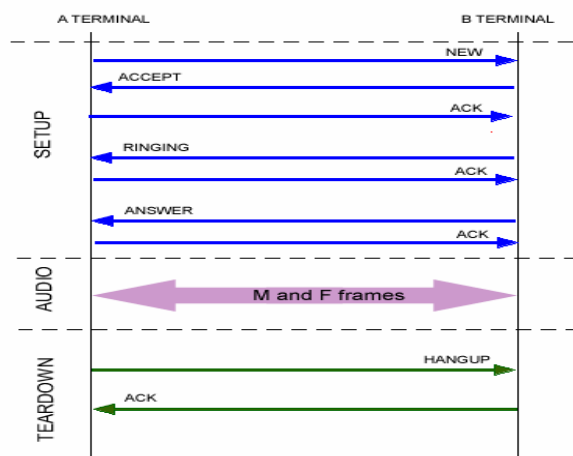 A TERMINAL
B TERMINAL
SETUP
NEW
ACCEPT
ACK
RINGING
ACK
ANSWER
ACK
AUDIO
M and F frames
TEARDOWN
HANGUP
ACK